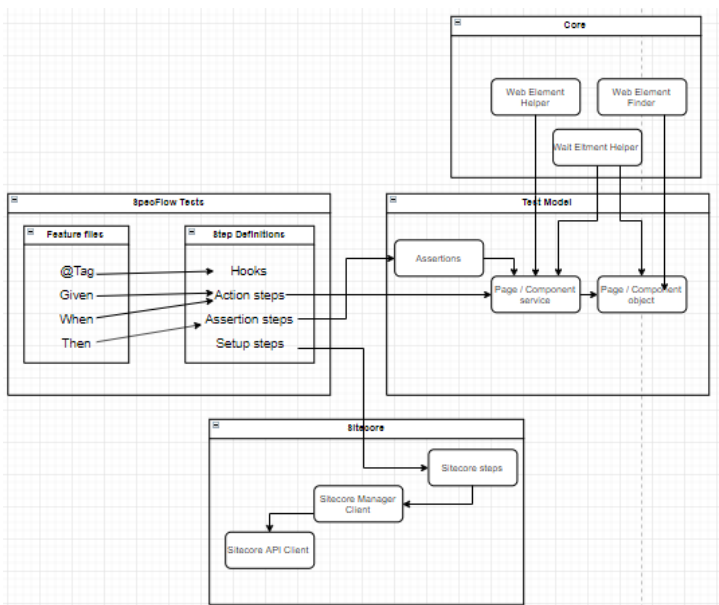 Core
Web Element
Helper
Web Element
Finder
Wait Eltment Helper
SpecFlow Tests
Feature files
@Tag
Given
When
Then
Step Definitions
Hooks
Action steps
Assertion steps
Setup steps
Test Model
Assertions
Page / Component
service
Page / Component
object
Sitecore
Sitecore steps
Sitecore Manager
Client
Sitecore API Client